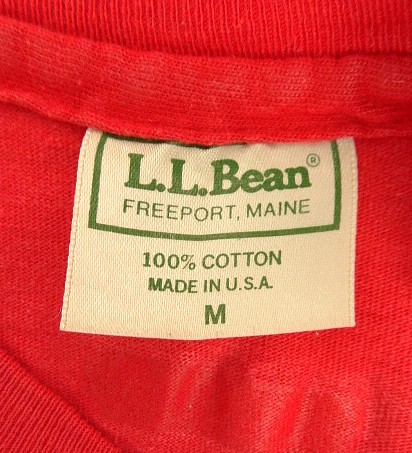 L.L.Bean®
FREEPORT, MAINE
100% COTTON
MADE IN U.S.A.
M